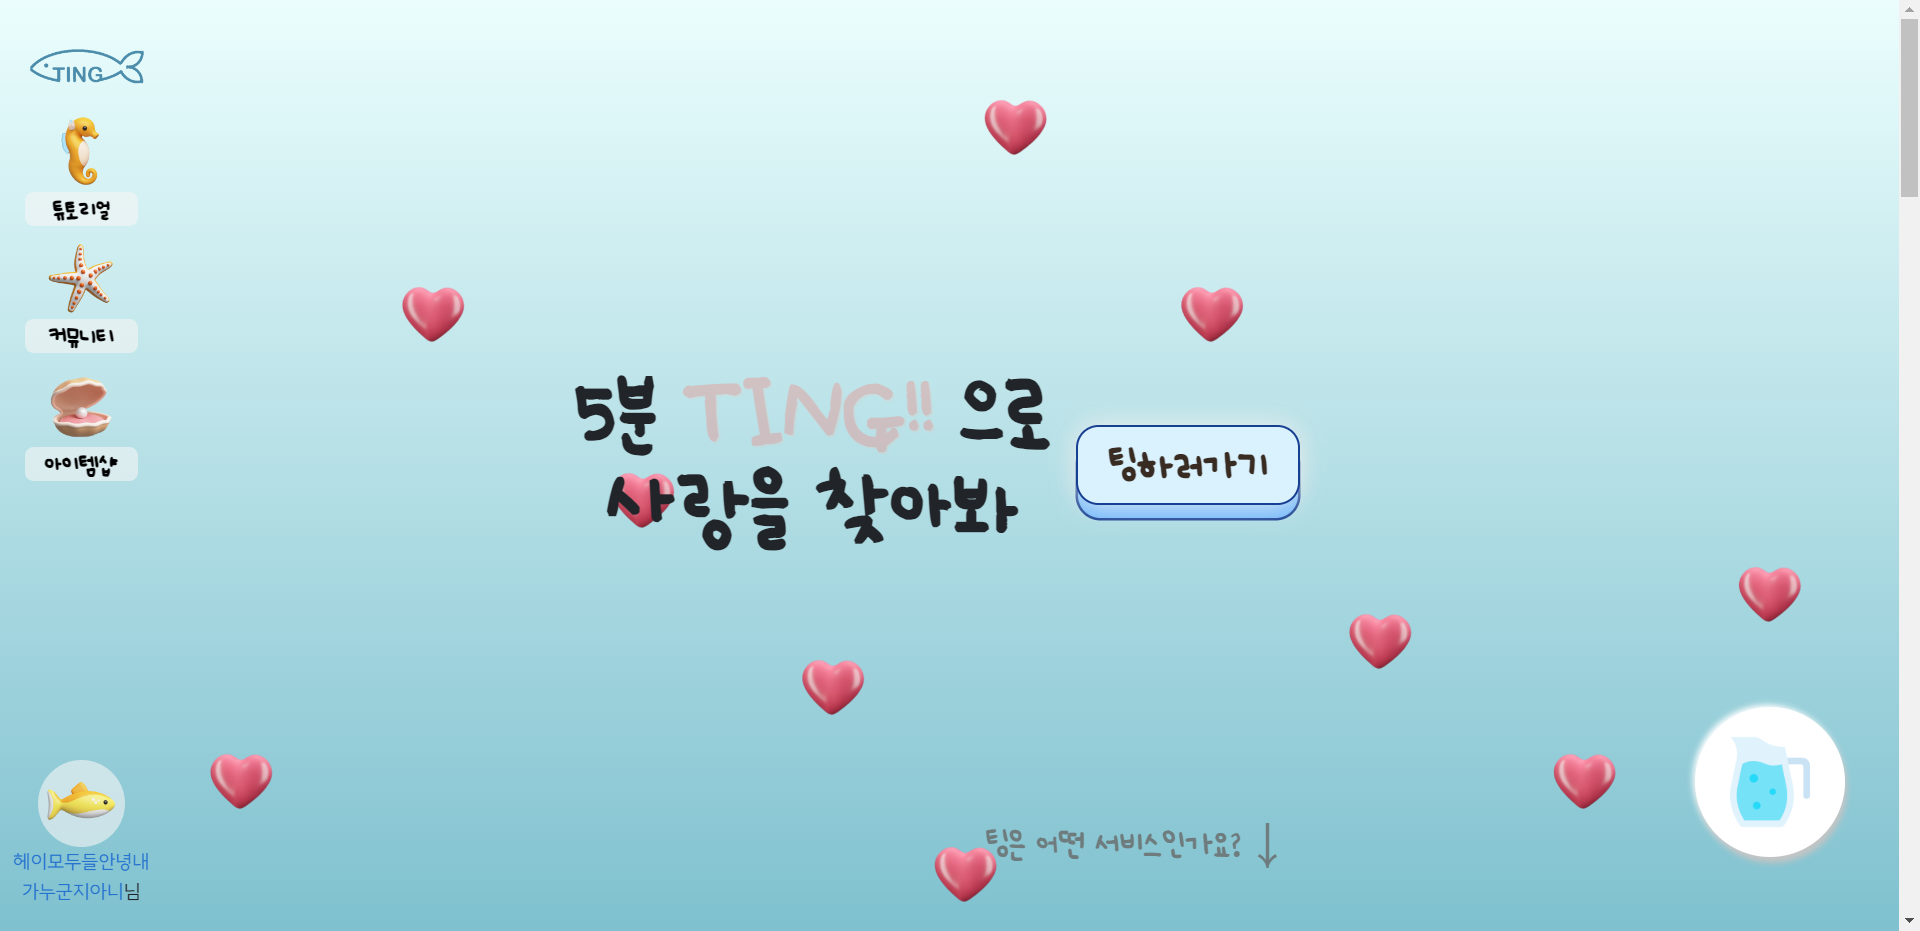 TING
튜토리얼
커뮤니티
아이템샵
5분 TING!! 으로
사랑을 찾아봐
팅하러가기
팅은 어떤 서비스인가요? ↓
헤이모두들안녕내
가누군지아니님